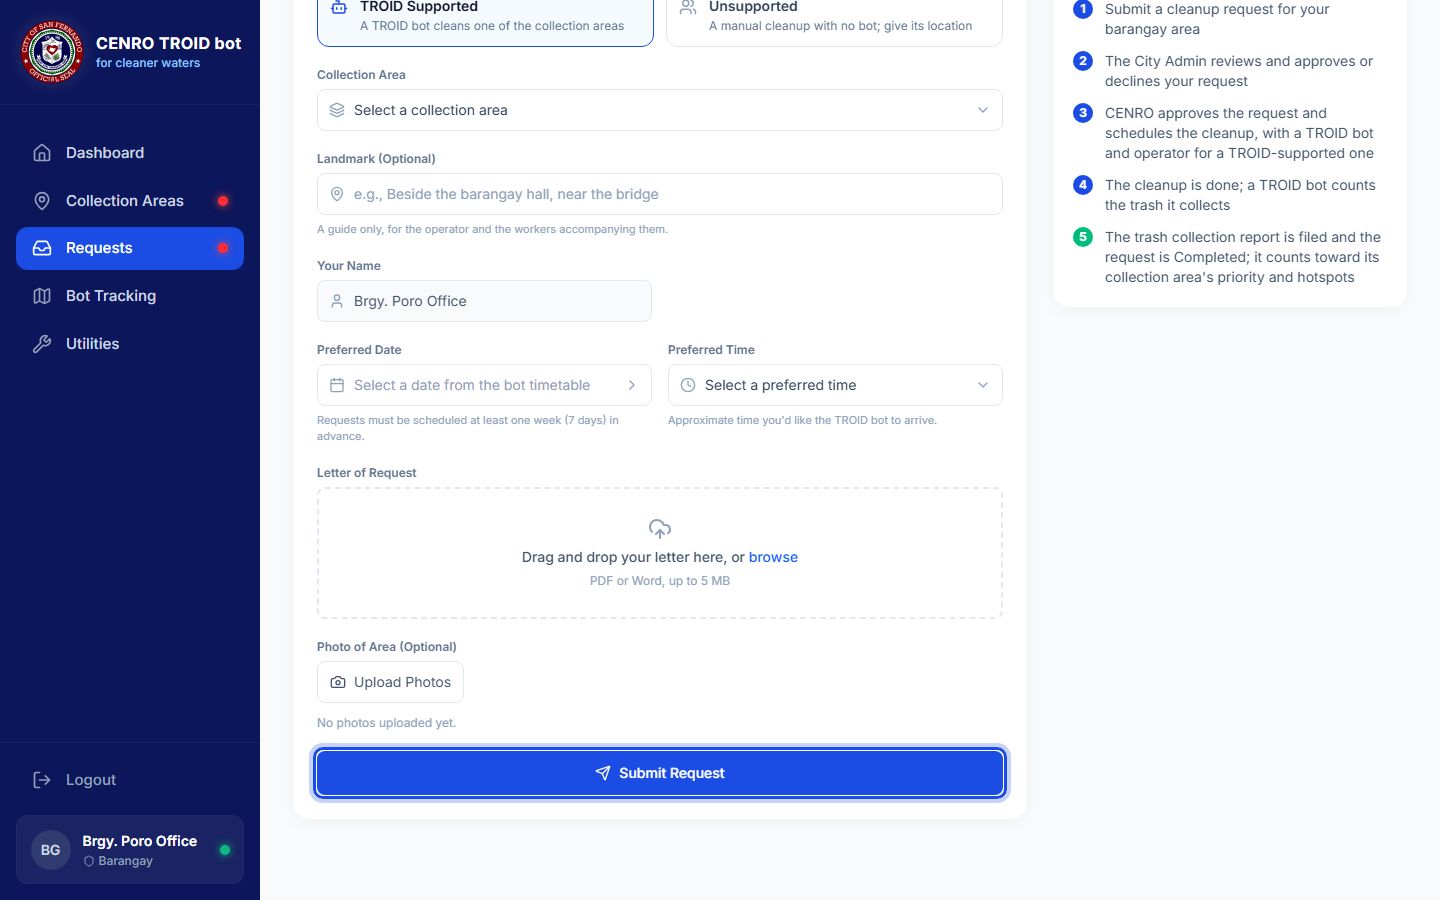 CITY OF SAN FERNANDO
OFFICIAL SEAL
CENRO TROID bot
for cleaner waters
Dashboard
Collection Areas
Requests
Bot Tracking
Utilities
Logout
BG
Brgy. Poro Office
Barangay
TROID Supported
A TROID bot cleans one of the collection areas
Unsupported
A manual cleanup with no bot; give its location
Collection Area
Select a collection area
Landmark (Optional)
e.g., Beside the barangay hall, near the bridge
A guide only, for the operator and the workers accompanying them.
Your Name
Brgy. Poro Office
Preferred Date
Select a date from the bot timetable
Requests must be scheduled at least one week (7 days) in
advance.
Preferred Time
Select a preferred time
Approximate time you'd like the TROID bot to arrive.
Letter of Request
Drag and drop your letter here, or browse
PDF or Word, up to 5 MB
Photo of Area (Optional)
Upload Photos
No photos uploaded yet.
Submit Request
1 Submit a cleanup request for your
barangay area
2 The City Admin reviews and approves or
declines your request
3 CENRO approves the request and
schedules the cleanup, with a TROID bot
and operator for a TROID-supported one
4 The cleanup is done; a TROID bot counts
the trash it collects
5 The trash collection report is filed and the
request is Completed; it counts toward its
collection area's priority and hotspots